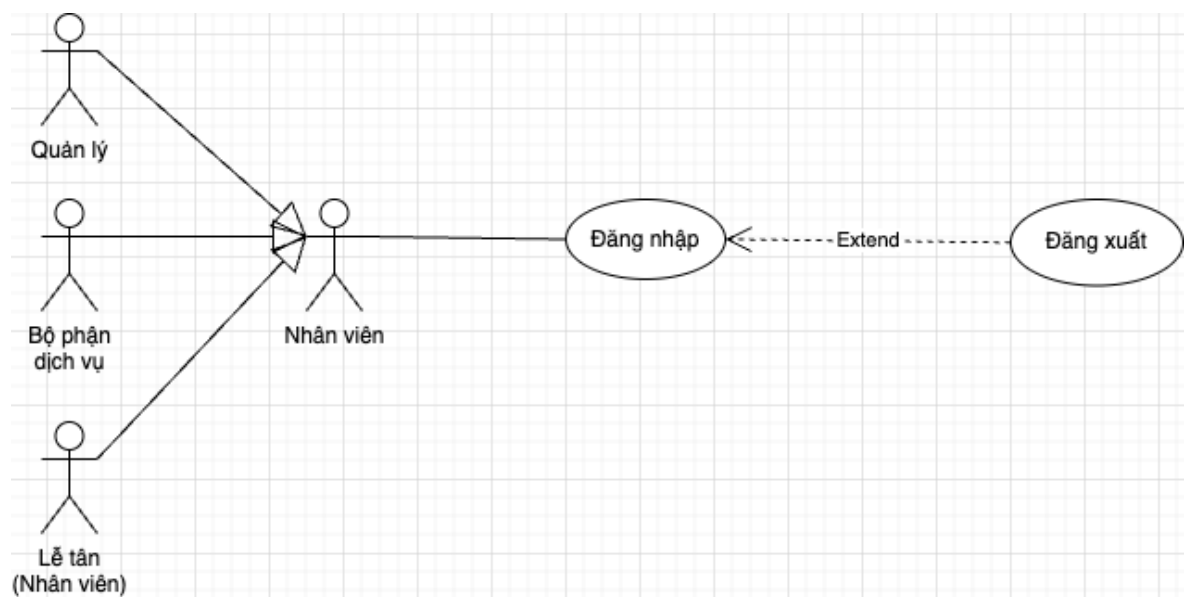 Quản lý
Bộ phận
dịch vụ
Nhân viên
Đăng nhập
Extend
Đăng xuất
Lễ tân
(Nhân viên)